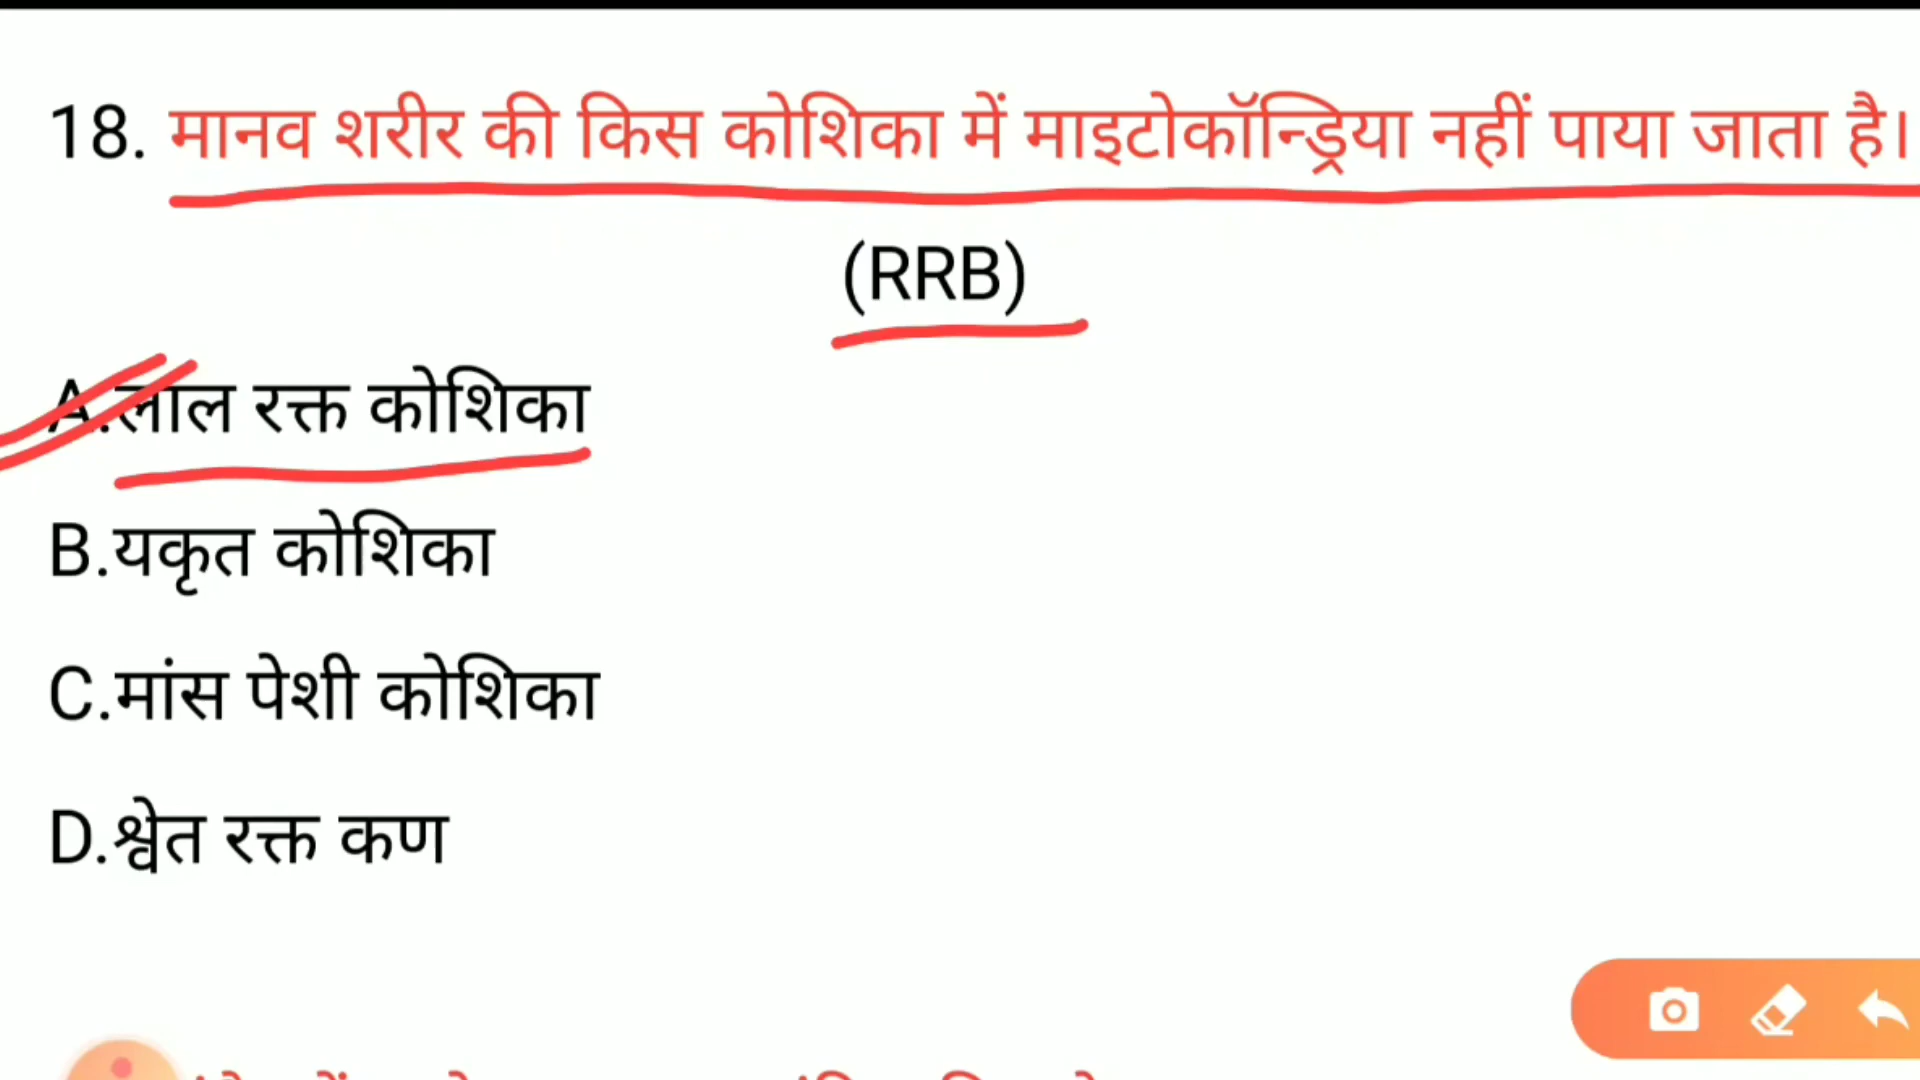 18. मानव शरीर की किस कोशिका में माइटोकॉन्ड्रिया नहीं पाया जाता है।
(RRB)
A.लाल रक्त कोशिका
B.यकृत कोशिका
C.मांस पेशी कोशिका
D.श्वेत रक्त कण